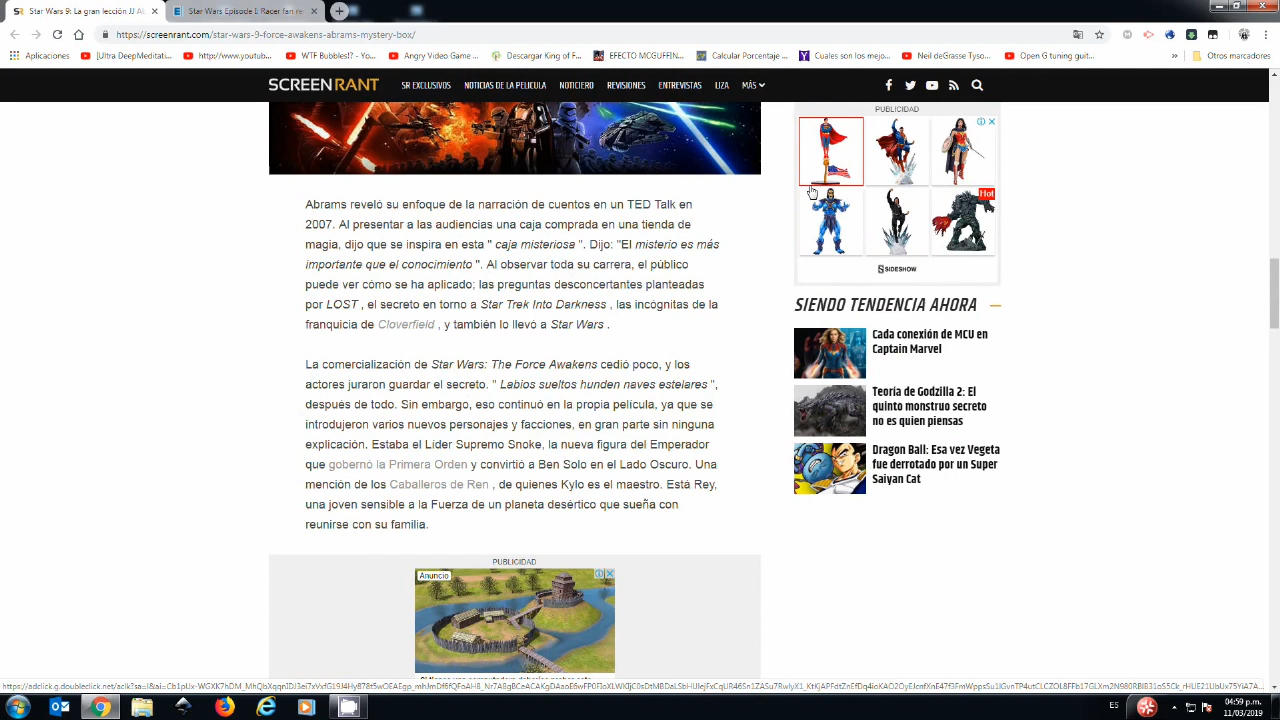 Star Wars 9: La gran lección JJ Al
Star Wars Episode I: Racer fan re
https://screenrant.com/star-wars-9-force-awakens-abrams-mystery-box/
Aplicaciones
[Ultra DeepMeditati...
http//www.youtub...
WTF Bubbles!? - Yo...
Angry Video Game...
Descargar King of F...
EFECTO MCGUFFIN...
Calcular Porcentaje ...
Cuales son los mejo...
Neil deGrasse Tyso...
Open G tuning guit...
»
Otros marcadores
SCREENRANT
SR EXCLUSIVOS
NOTICIAS DE LA PELICULA
NOTICIERO
REVISIONES
ENTREVISTAS
LIZA
MÁS
PUBLICIDAD
Hot
SIDESHOW
Abrams reveló su enfoque de la narración de cuentos en un TED Talk en
2007. Al presentar a las audiencias una caja comprada en una tienda de
magia, dijo que se inspira en esta " caja misteriosa ". Dijo: "El misterio es más
importante que el conocimiento ". Al observar toda su carrera, el público
puede ver cómo se ha aplicado; las preguntas desconcertantes planteadas
por LOST , el secreto en torno a Star Trek Into Darkness , las incógnitas de la
franquicia de Cloverfield , y también lo llevó a Star Wars .
La comercialización de Star Wars: The Force Awakens cedió poco, y los
actores juraron guardar el secreto. " Labios sueltos hunden naves estelares ",
después de todo. Sin embargo, eso continuó en la propia película, ya que se
introdujeron varios nuevos personajes y facciones, en gran parte sin ninguna
explicación. Estaba el Líder Supremo Snoke, la nueva figura del Emperador
que gobernó la Primera Orden y convirtió a Ben Solo en el Lado Oscuro. Una
mención de los Caballeros de Ren , de quienes Kylo es el maestro. Está Rey,
una joven sensible a la Fuerza de un planeta desértico que sueña con
reunirse con su familia.
SIENDO TENDENCIA AHORA
Cada conexión de MCU en
Captain Marvel
Teoría de Godzilla 2: El
quinto monstruo secreto
no es quien piensas
Dragon Ball: Esa vez Vegeta
fue derrotado por un Super
Saiyan Cat
PUBLICIDAD
Anuncio
ES
04:59 p.m.
11/03/2019